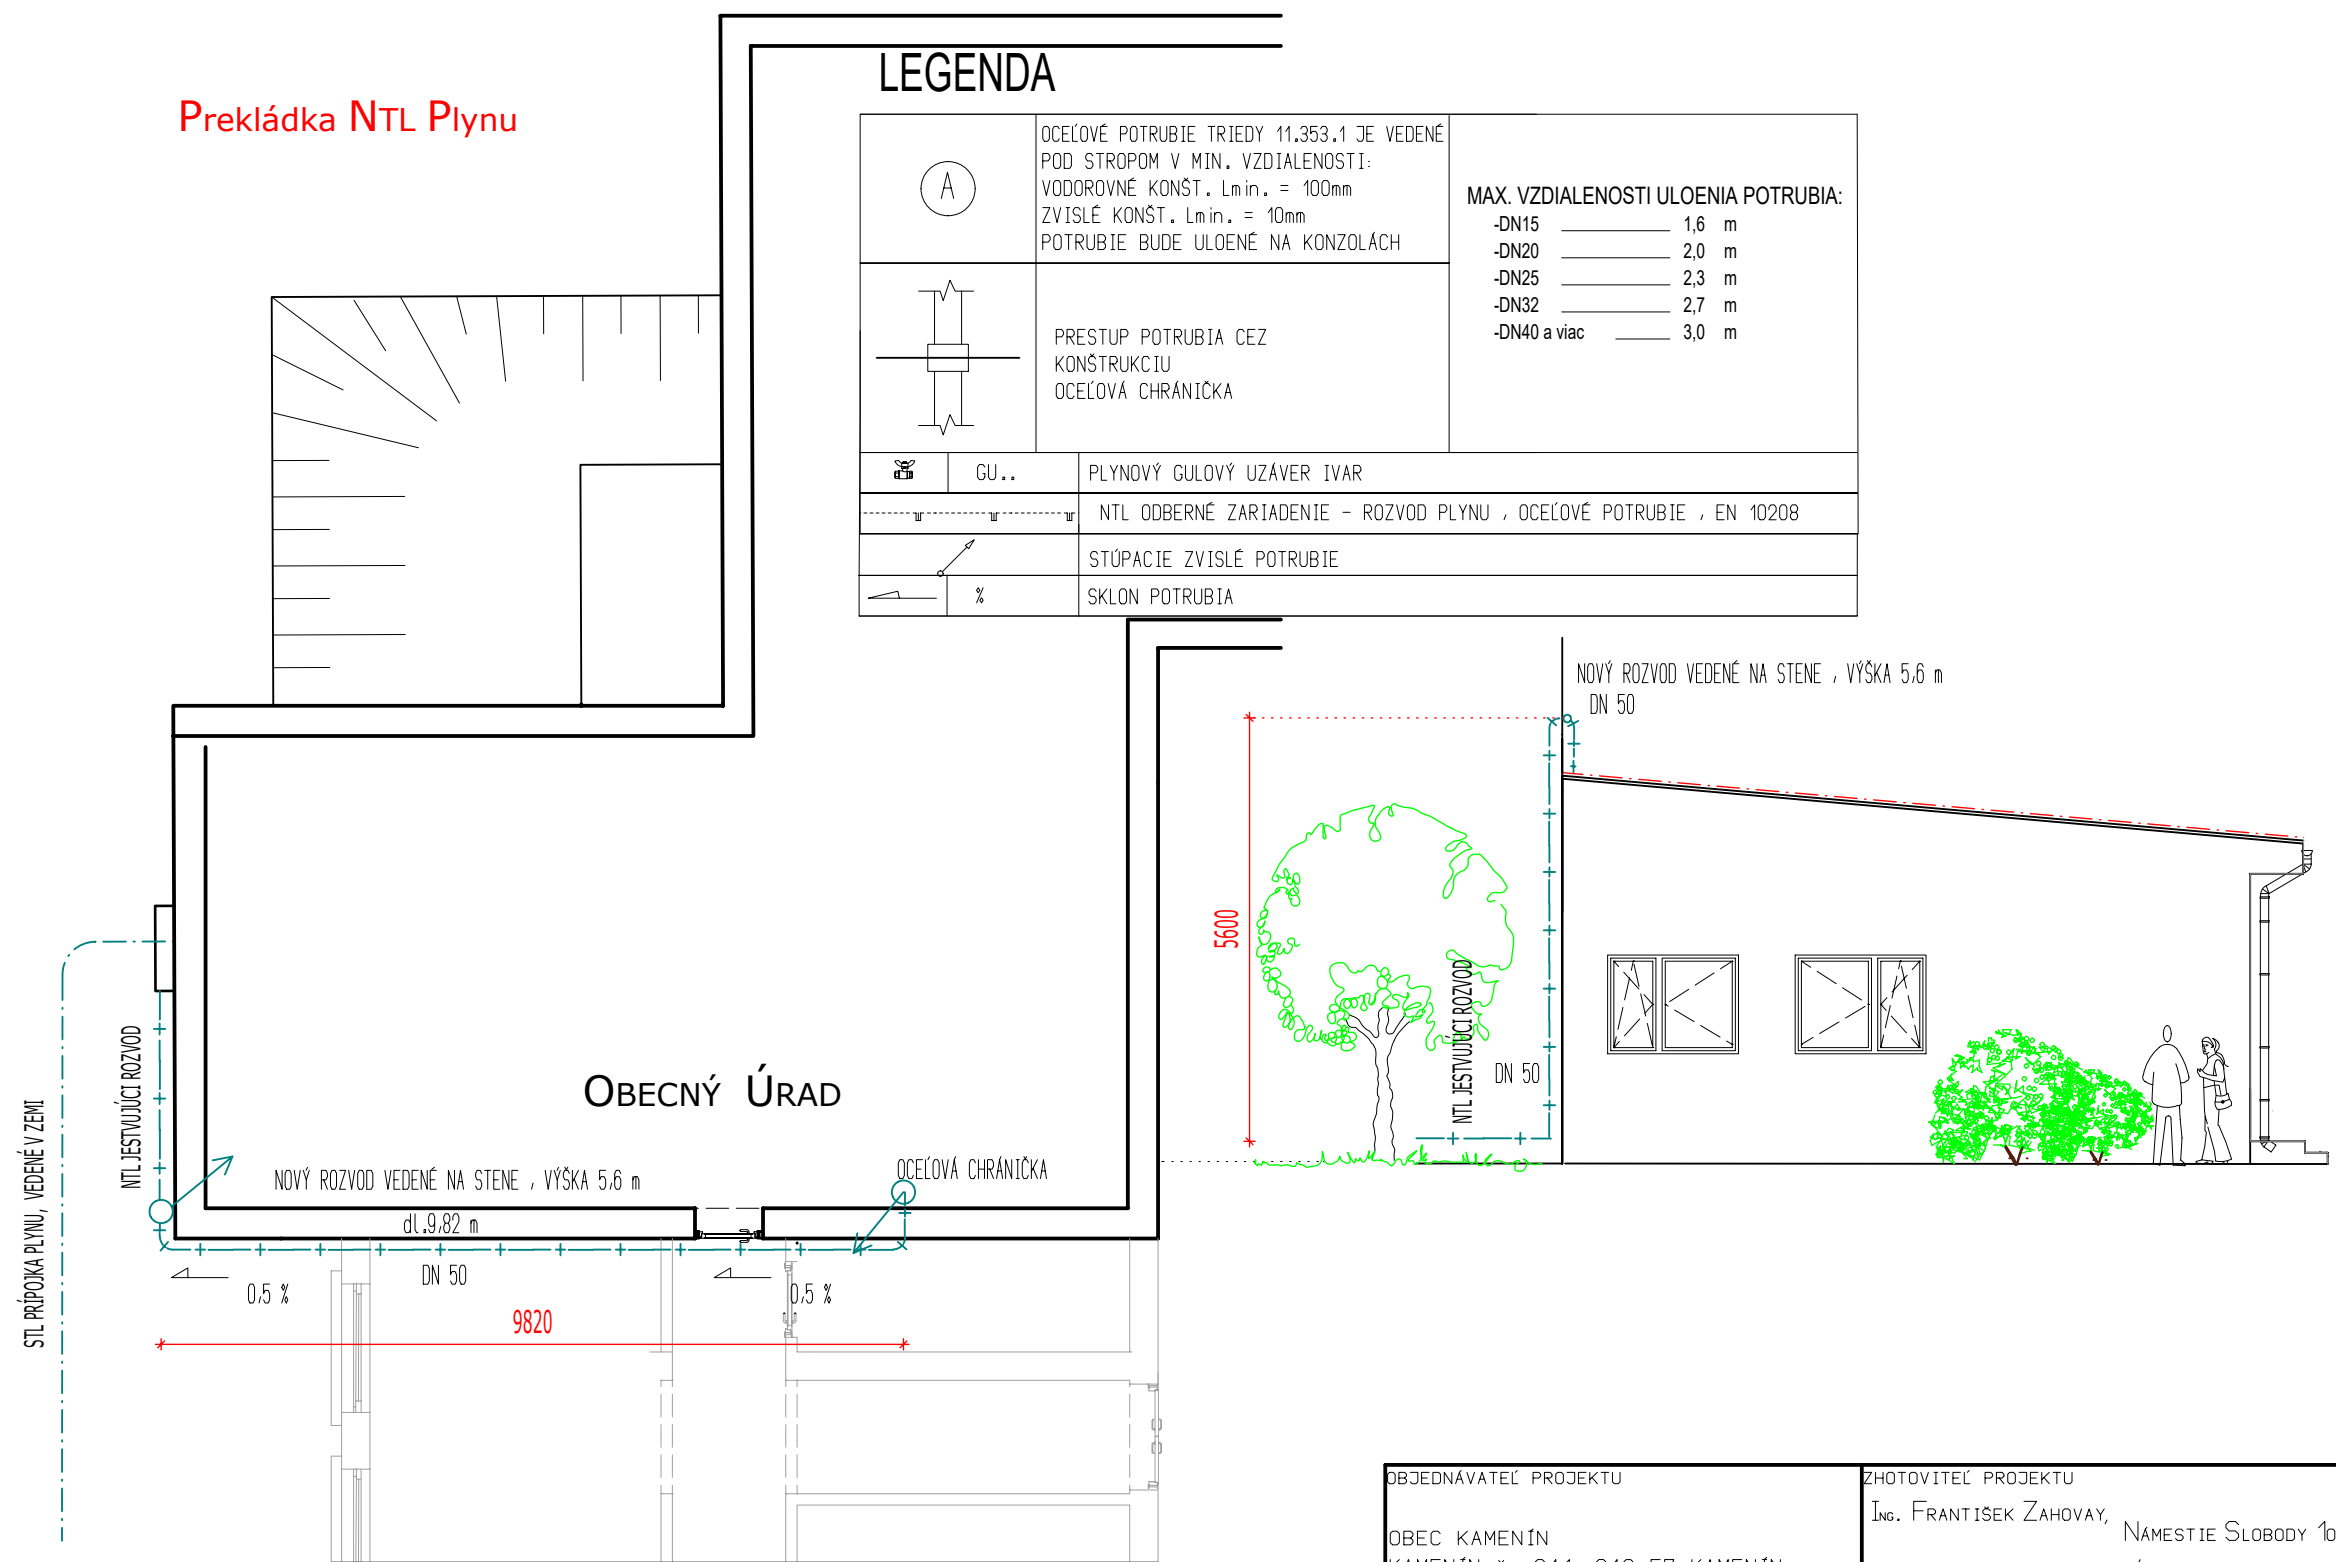 Prekládka NTL Plynu
LEGENDA
A
OCEĽOVÉ POTRUBIE TRIEDY 11.353.1 JE VEDENÉ
POD STROPOM V MIN. VZDIALENOSTI:
VODOROVNÉ KONŠT. Lmin. = 100mm
ZVISLÉ KONŠT. Lmin. = 10mm
POTRUBIE BUDE ULOENÉ NA KONZOLÁCH
MAX. VZDIALENOSTI ULOENIA POTRUBIA:
-DN15 1,6 m
-DN20 2,0 m
-DN25 2,3 m
-DN32 2,7 m
-DN40 a viac 3,0 m
PRESTUP POTRUBIA CEZ
KONŠTRUKCIU
OCEĽOVÁ CHRÁNIČKA
GU.. PLYNOVÝ GULOVÝ UZÁVER IVAR
NTL ODBERNÉ ZARIADENIE - ROZVOD PLYNU , OCEĽOVÉ POTRUBIE , EN 10208
STÚPACIE ZVISLÉ POTRUBIE
% SKLON POTRUBIA
NOVÝ ROZVOD VEDENÉ NA STENE , VÝŠKA 5,6 m
DN 50
5600
NTL JESTVUJÚCI ROZVOD
DN 50
NTL JESTVUJÚCI ROZVOD
STL PRÍPOJKA PLYNU, VEDENÉ V ZEMI
OBECNÝ ÚRAD
NOVÝ ROZVOD VEDENÉ NA STENE , VÝŠKA 5,6 m
OCEĽOVÁ CHRÁNIČKA
dl.9,82 m
DN 50
0,5 %
0,5 %
9820
OBJEDNÁVATEĽ PROJEKTU
OBEC KAMENÍN
ZHOTOVITEĽ PROJEKTU
ING. FRANTIŠEK ZAHOVAY,
NÁMESTIE SLOBODY